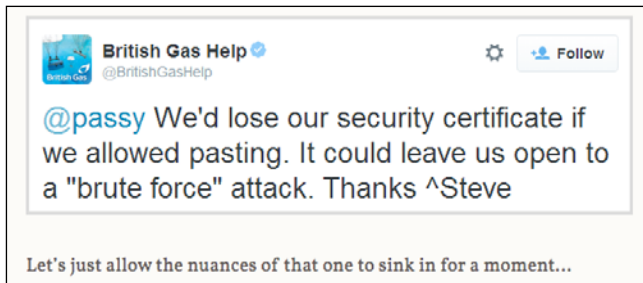 British Gas Help
@BritishGasHelp
Follow
British Gas
@passy We'd lose our security certificate if
we allowed pasting. It could leave us open to
a "brute force" attack. Thanks ^Steve
Let's just allow the nuances of that one to sink in for a moment...